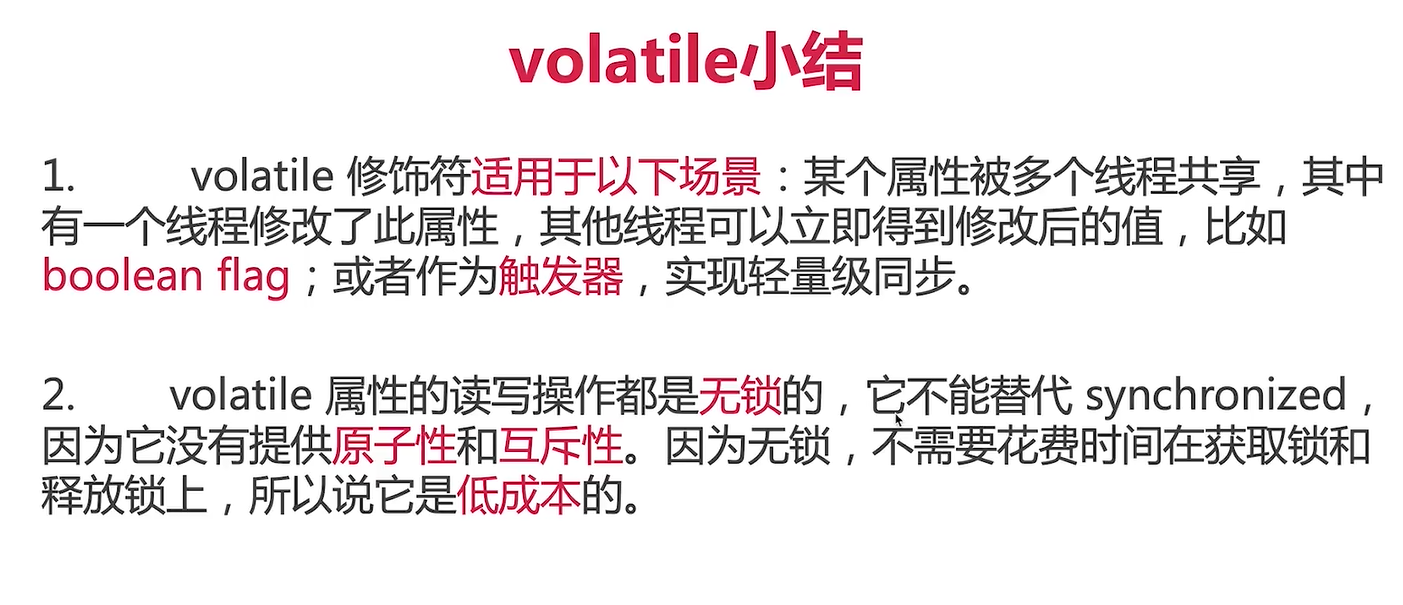 volatile小结
1. volatile 修饰符适用于以下场景：某个属性被多个线程共享，其中
有一个线程修改了此属性，其他线程可以立即得到修改后的值，比如
boolean flag；或者作为触发器，实现轻量级同步。
2. volatile 属性的读写操作都是无锁的，它不能替代 synchronized，
因为它没有提供原子性和互斥性。因为无锁，不需要花费时间在获取锁和
释放锁上，所以说它是低成本的。